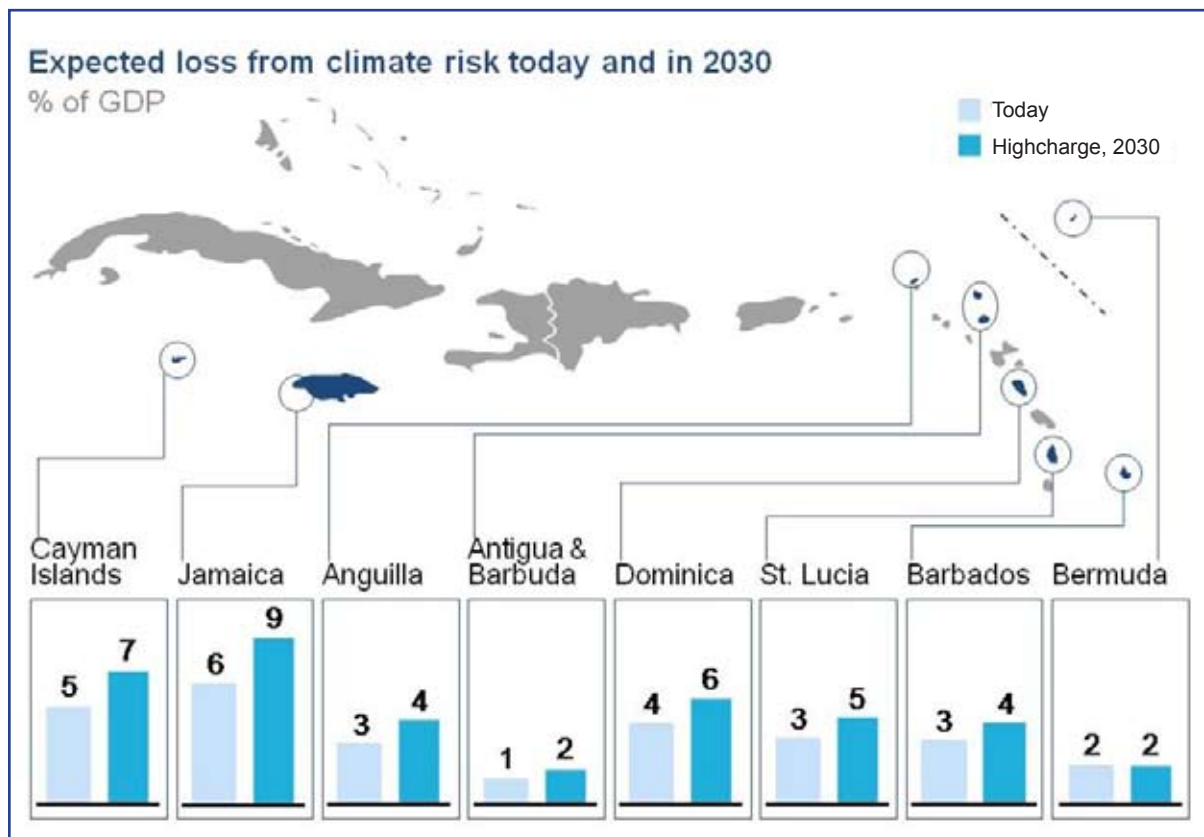 Expected loss from climate risk today and in 2030
% of GDP
Today
Highcharge, 2030
Cayman
Islands
Jamaica
Anguilla
Antigua &
Barbuda
Dominica
St. Lucia
Barbados
Bermuda
5
7
6
9
3
4
1
2
4
6
3
5
3
4
2
2